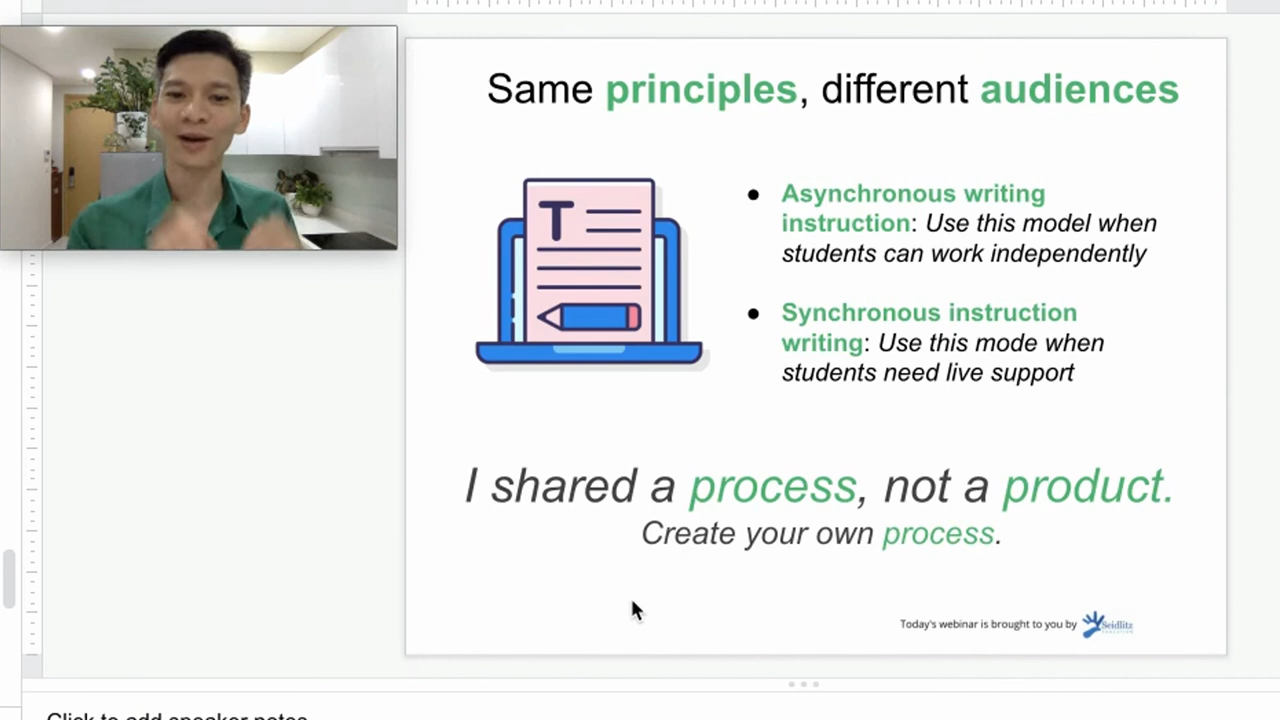 Same principles, different audiences
T
● Asynchronous writing
instruction: Use this model when
students can work independently
● Synchronous instruction
writing: Use this mode when
students need live support
I shared a process, not a product.
Create your own process.
Today's webinar is brought to you by Seidlitz
EDUCATION
Click to add speaker notes